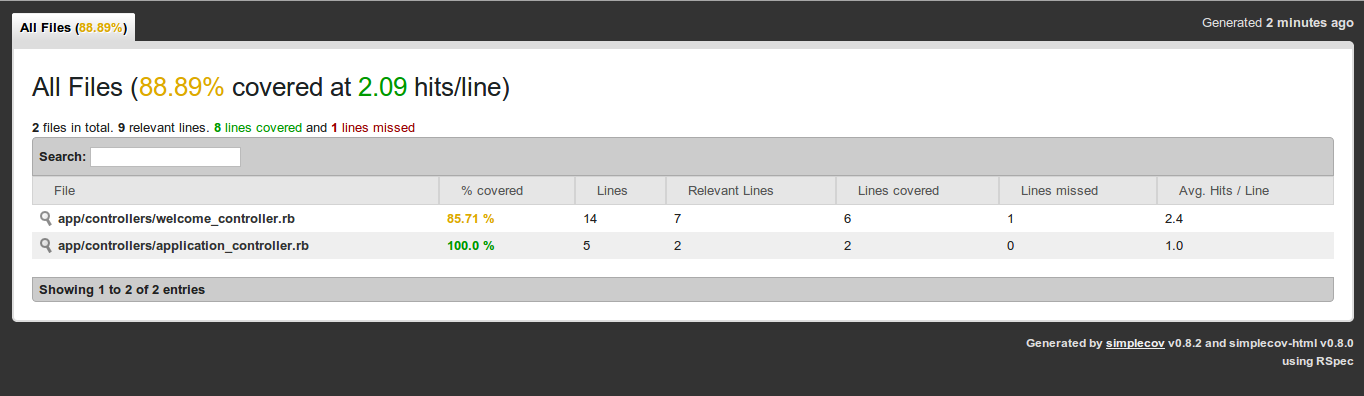 All Files (88.89%)
Generated 2 minutes ago
All Files (88.89% covered at 2.09 hits/line)
2 files in total. 9 relevant lines. 8 lines covered and 1 lines missed
Search:
File % covered Lines Relevant Lines Lines covered Lines missed Avg. Hits / Line
app/controllers/welcome_controller.rb 85.71 % 14 7 6 1 2.4
app/controllers/application_controller.rb 100.0 % 5 2 2 0 1.0
Showing 1 to 2 of 2 entries
Generated by simplecov v0.8.2 and simplecov-html v0.8.0
using RSpec